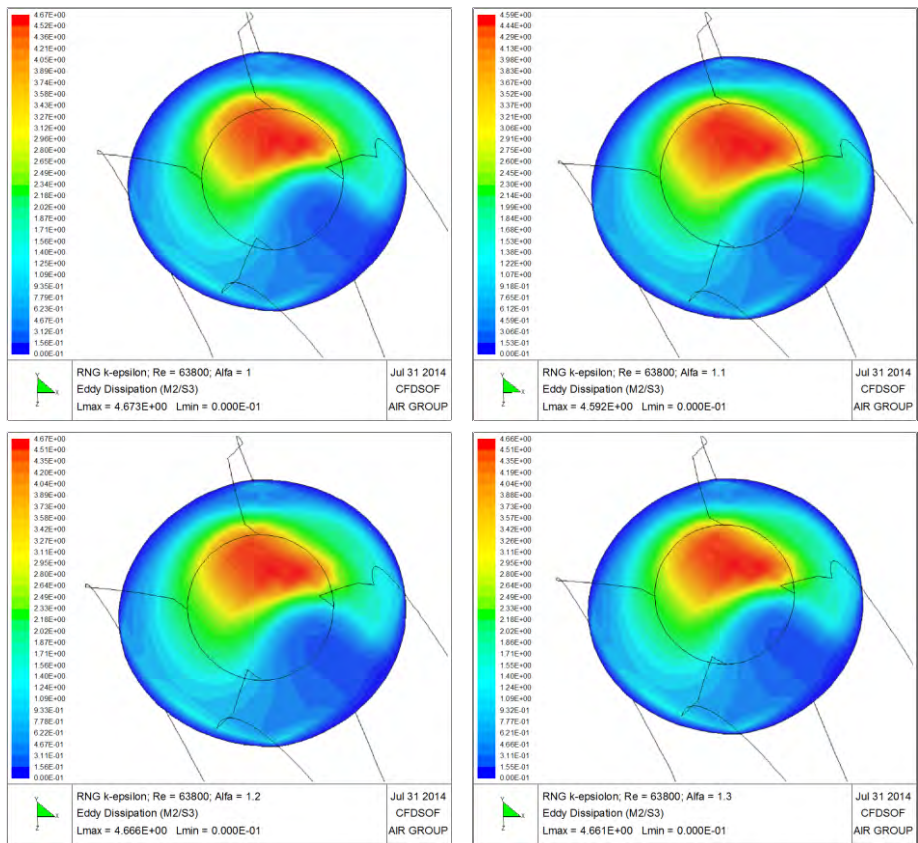 4.67E+00
4.52E+00
4.36E+00
4.21E+00
4.05E+00
3.89E+00
3.74E+00
3.58E+00
3.43E+00
3.27E+00
3.12E+00
2.96E+00
2.80E+00
2.65E+00
2.49E+00
2.34E+00
2.18E+00
2.03E+00
1.87E+00
1.71E+00
1.56E+00
1.40E+00
1.25E+00
1.09E+00
9.35E-01
7.79E-01
6.23E-01
4.67E-01
3.12E-01
1.56E-01
0.00E-01
Y
X
Z
RNG k-epsilon; Re = 63800; Alfa = 1
Eddy Dissipation (M2/S3)
Lmax = 4.673E+00 Lmin = 0.000E-01
Jul 31 2014
CFDSOF
AIR GROUP
4.59E+00
4.44E+00
4.29E+00
4.13E+00
3.98E+00
3.83E+00
3.67E+00
3.52E+00
3.37E+00
3.21E+00
3.06E+00
2.91E+00
2.76E+00
2.60E+00
2.45E+00
2.30E+00
2.14E+00
1.99E+00
1.84E+00
1.68E+00
1.53E+00
1.38E+00
1.22E+00
1.07E+00
9.18E-01
7.65E-01
6.12E-01
4.59E-01
3.06E-01
1.53E-01
0.00E-01
Y
X
Z
RNG k-epsilon; Re = 63800; Alfa = 1.1
Eddy Dissipation (M2/S3)
Lmax = 4.592E+00 Lmin = 0.000E-01
Jul 31 2014
CFDSOF
AIR GROUP
4.67E+00
4.51E+00
4.35E+00
4.20E+00
4.04E+00
3.89E+00
3.73E+00
3.58E+00
3.42E+00
3.27E+00
3.11E+00
2.95E+00
2.80E+00
2.64E+00
2.49E+00
2.33E+00
2.18E+00
2.02E+00
1.87E+00
1.71E+00
1.56E+00
1.40E+00
1.24E+00
1.09E+00
9.33E-01
7.78E-01
6.22E-01
4.67E-01
3.11E-01
1.56E-01
0.00E-01
Y
X
Z
RNG k-epsilon; Re = 63800; Alfa = 1.2
Eddy Dissipation (M2/S3)
Lmax = 4.666E+00 Lmin = 0.000E-01
Jul 31 2014
CFDSOF
AIR GROUP
4.66E+00
4.51E+00
4.35E+00
4.19E+00
4.04E+00
3.88E+00
3.73E+00
3.57E+00
3.42E+00
3.26E+00
3.11E+00
2.95E+00
2.80E+00
2.64E+00
2.49E+00
2.33E+00
2.18E+00
2.02E+00
1.86E+00
1.71E+00
1.55E+00
1.40E+00
1.24E+00
1.09E+00
9.32E-01
7.77E-01
6.21E-01
4.66E-01
3.11E-01
1.55E-01
0.00E-01
Y
X
Z
RNG k-epsiolon; Re = 63800; Alfa = 1.3
Eddy Dissipation (M2/S3)
Lmax = 4.661E+00 Lmin = 0.000E-01
Jul 31 2014
CFDSOF
AIR GROUP